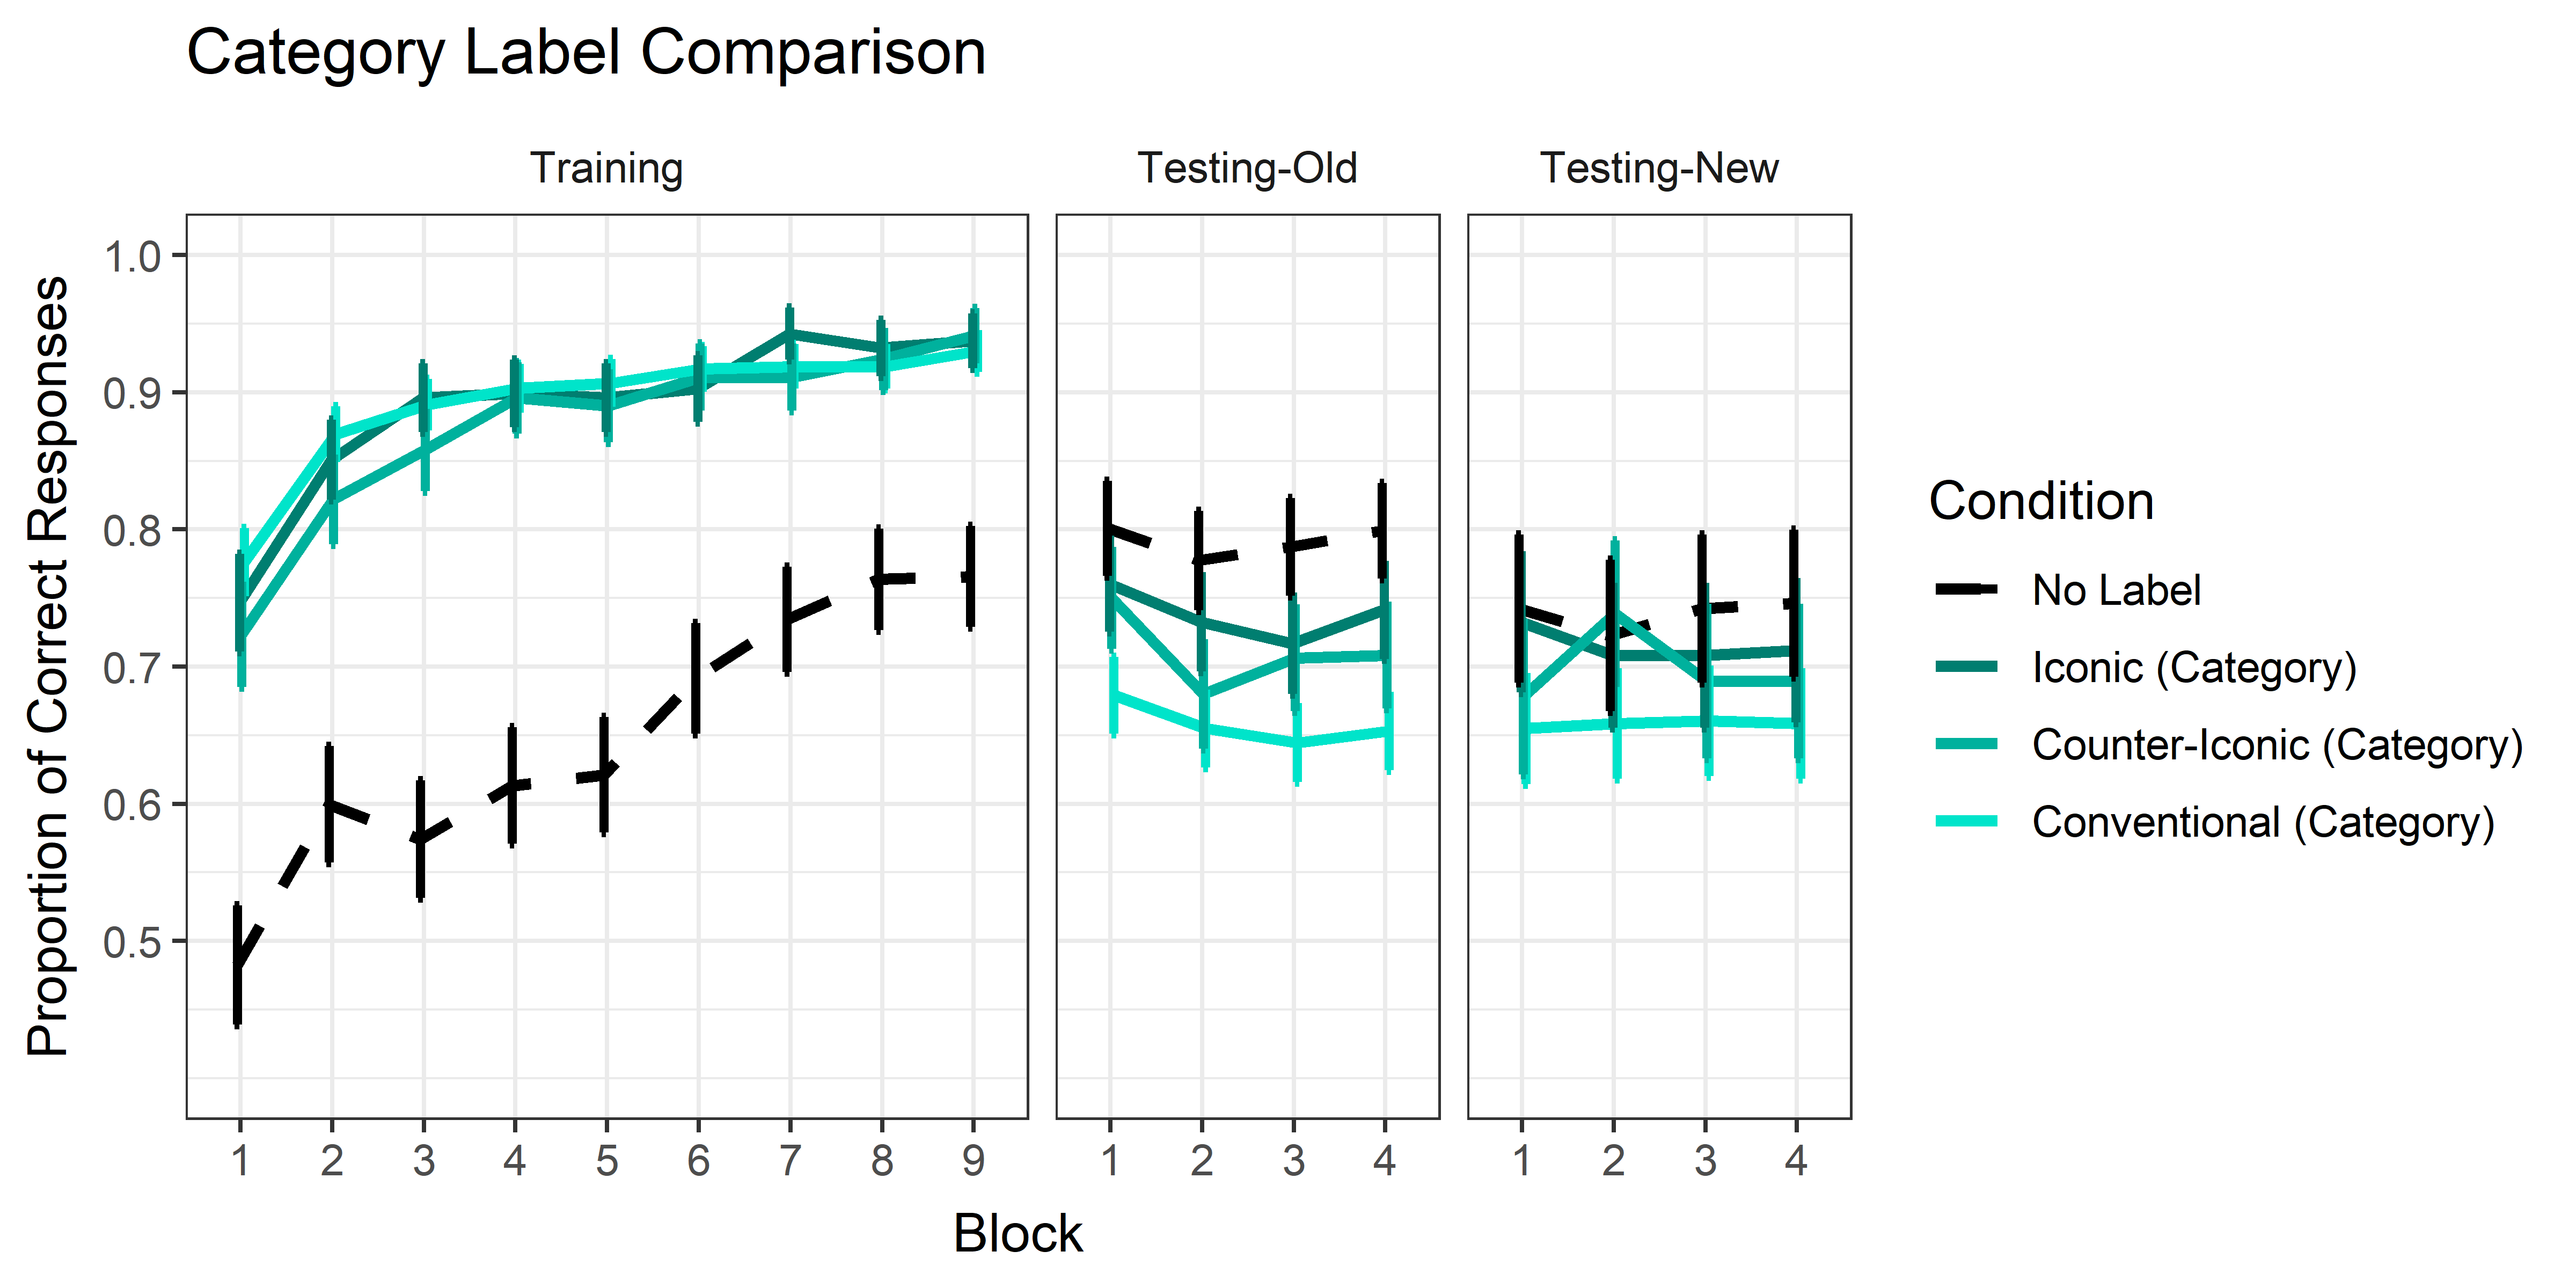 Category Label Comparison
Training
Testing-Old
Testing-New
Proportion of Correct Responses
1.0
0.9
0.8
0.7
0.6
0.5
1 2 3 4 5 6 7 8 9
1 2 3 4
1 2 3 4
Block
Condition
No Label
Iconic (Category)
Counter-Iconic (Category)
Conventional (Category)